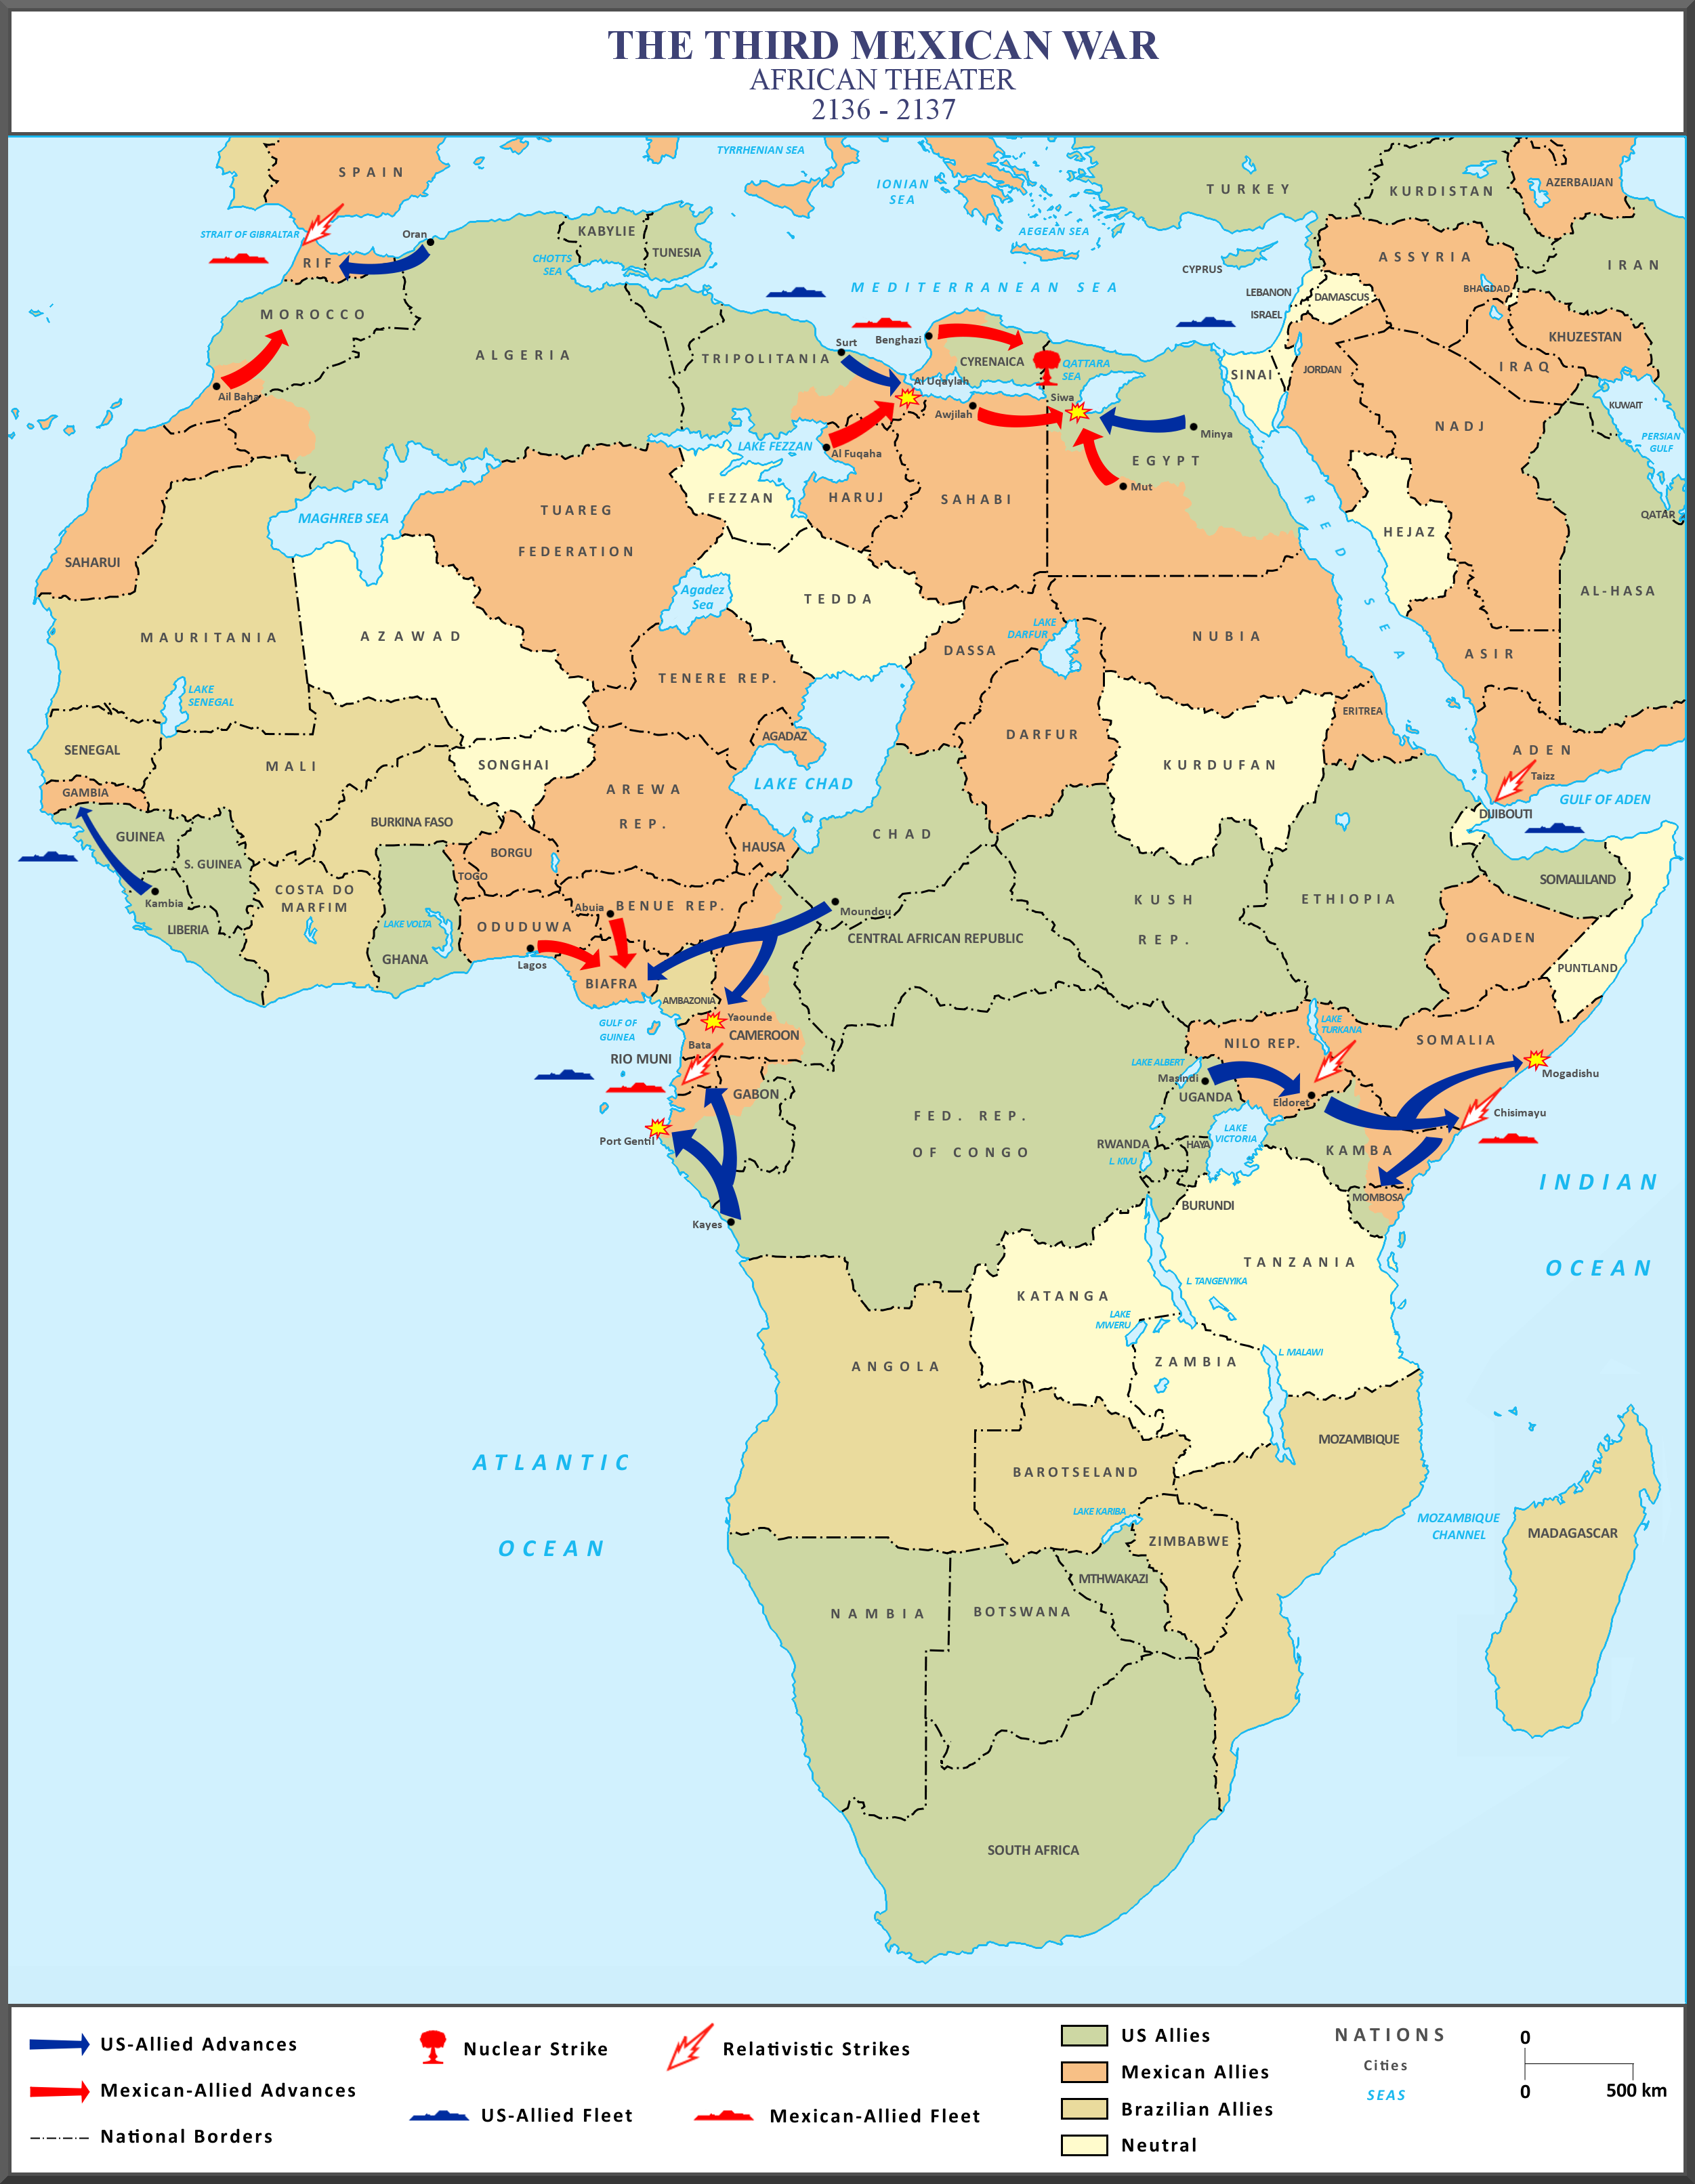 THE THIRD MEXICAN WAR
AFRICAN THEATER
2136 - 2137
SPAIN
TYRRHENIAN SEA
IONIAN
SEA
AEGEAN SEA
TURKEY
KURDISTAN
AZERBAIJAN
STRAIT OF GIBRALTAR
Oran
RIF
KABYLIE
TUNESIA
CHOTTS
SEA
CYPRUS
ASSYRIA
IRAN
MEDITERRANEAN SEA
LEBANON
DAMASCUS
BHAGDAD
ISRAEL
MOROCCO
ALGERIA
TRIPOLITANIA
Surt
Benghazi
CYRENAICA
QATTARA
SEA
SINAI
JORDAN
IRAQ
KHUZESTAN
KUWAIT
PERSIAN
GULF
Ail Baha
Al Uqaylah
Awjilah
Siwa
Minya
NADJ
LAKE FEZZAN
Al Fuqaha
EGYPT
Mut
FEZZAN
HARUJ
SAHABI
MAGHREB SEA
TUAREG
FEDERATION
RED SEA
HEJAZ
QATAR
SAHARUI
AL-HASA
Agadez
Sea
TEDDA
MAURITANIA
AZAWAD
LAKE
DARFUR
DASSA
NUBIA
ASIR
TENERE REP.
LAKE
SENEGAL
SENEGAL
MALI
SONGHAI
AGADAZ
DARFUR
ERITREA
KURDUFAN
ADEN
Taizz
LAKE CHAD
AREWA
REP.
GAMBIA
GULF OF ADEN
DJIBOUTI
GUINEA
BURKINA FASO
CHAD
HAUSA
S. GUINEA
BORGU
TOGO
SOMALILAND
Kambia
COSTA DO
MARFIM
LIBERIA
LAKE VOLTA
GHANA
ODUDUWA
Abuia
BENUE REP.
Moundou
KUSH
REP.
ETHIOPIA
CENTRAL AFRICAN REPUBLIC
OGADEN
PUNTLAND
Lagos
BIAFRA
AMBAZONIA
Yaounde
CAMEROON
GULF OF
GUINEA
RIO MUNI
Bata
GABON
Port Gentil
LAKE
TURKANA
NILO REP.
SOMALIA
LAKE ALBERT
Masindi
UGANDA
Eldoret
Mogadishu
Chisimayu
FED. REP.
OF CONGO
RWANDA
HAYA
LAKE
VICTORIA
L. KIVU
KAMBA
MOMBOSA
BURUNDI
Kayes
INDIAN
OCEAN
TANZANIA
KATANGA
L. TANGENYIKA
LAKE
MWERU
ZAMBIA
L. MALAWI
ANGOLA
MOZAMBIQUE
ATLANTIC
OCEAN
BAROTSELAND
LAKE KARIBA
ZIMBABWE
MOZAMBIQUE
CHANNEL
MADAGASCAR
MTHWAKAZI
NAMBIA
BOTSWANA
SOUTH AFRICA
US-Allied Advances
Mexican-Allied Advances
National Borders
Nuclear Strike
US-Allied Fleet
Relativistic Strikes
Mexican-Allied Fleet
US Allies
Mexican Allies
Brazilian Allies
Neutral
NATIONS
Cities
SEAS
0
0
500 km